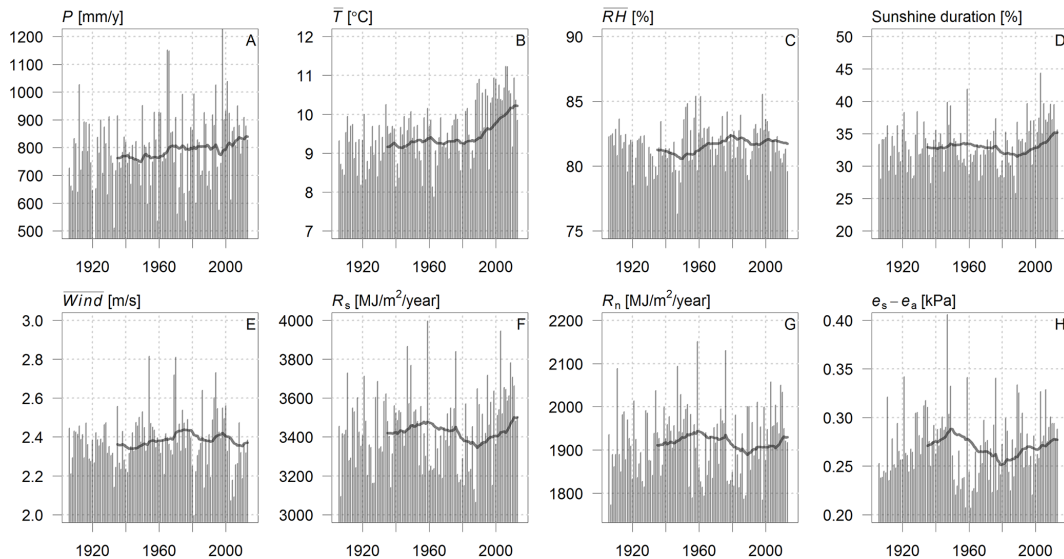 P [mm/y]
A
1200
1100
1000
900
800
700
600
500
1920 1960 2000
T̅ [°C]
B
12
11
10
9
8
7
1920 1960 2000
R̅H̅ [%]
C
90
85
80
75
1920 1960 2000
Sunshine duration [%]
D
50
45
40
35
30
25
20
1920 1960 2000
W̅i̅n̅d̅ [m/s]
E
3.0
2.8
2.6
2.4
2.2
2.0
1920 1960 2000
Rs [MJ/m²/year]
F
4000
3800
3600
3400
3200
3000
1920 1960 2000
Rn [MJ/m²/year]
G
2200
2100
2000
1900
1800
1920 1960 2000
es − ea [kPa]
H
0.40
0.35
0.30
0.25
0.20
1920 1960 2000